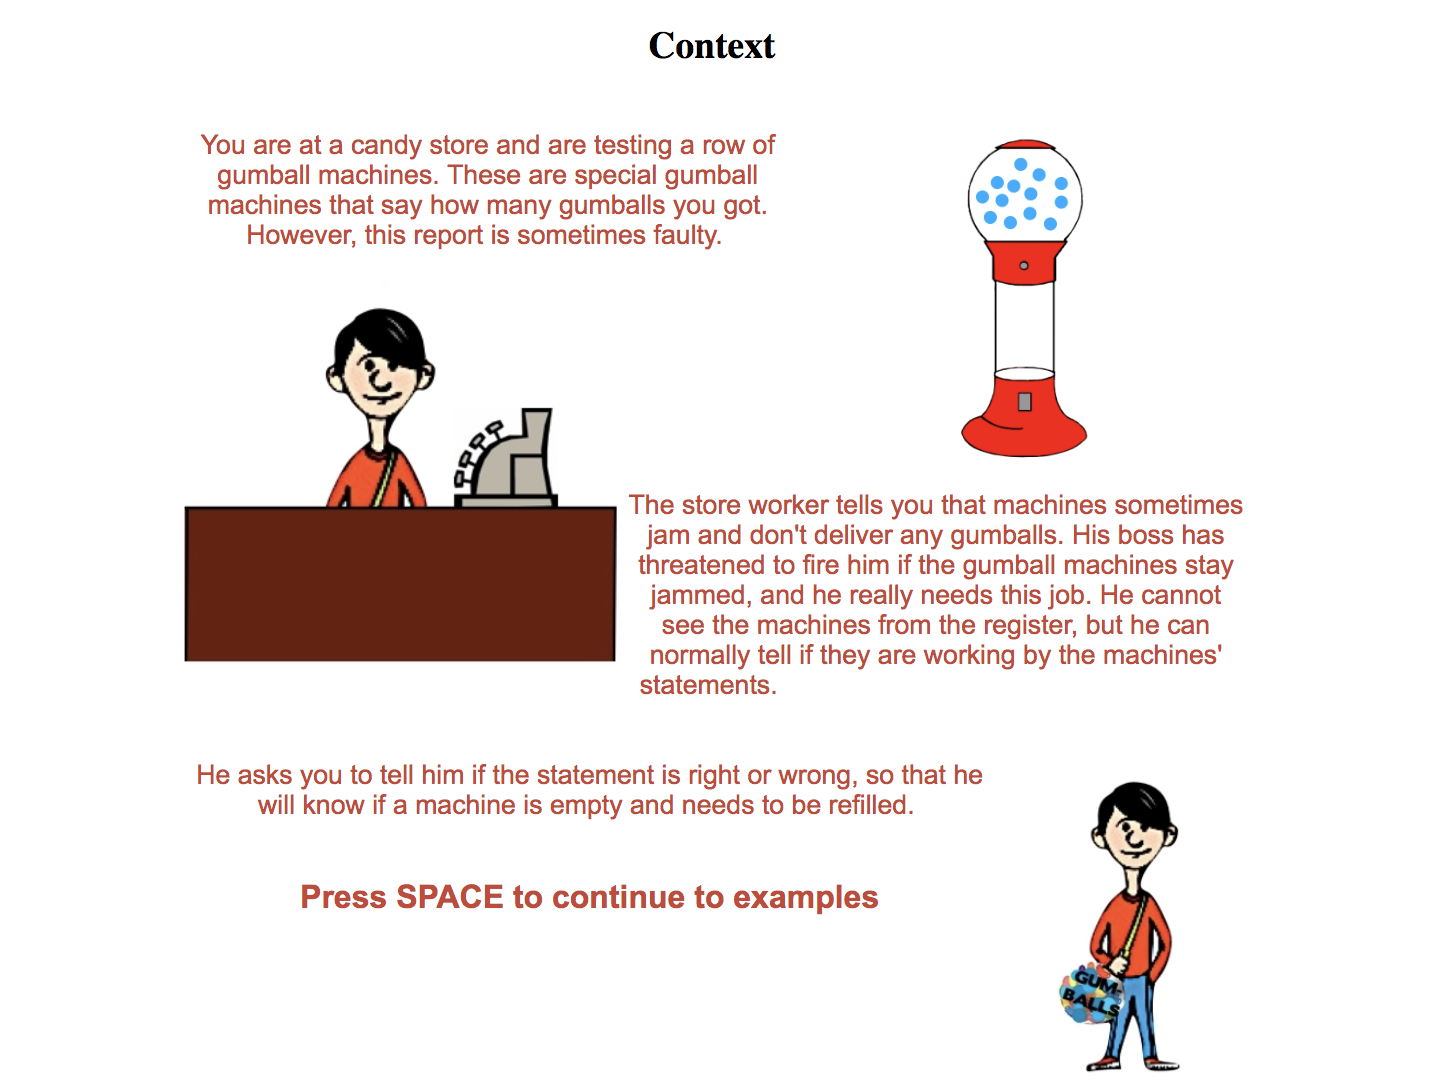 Context
You are at a candy store and are testing a row of
gumball machines. These are special gumball
machines that say how many gumballs you got.
However, this report is sometimes faulty.
The store worker tells you that machines sometimes
jam and don't deliver any gumballs. His boss has
threatened to fire him if the gumball machines stay
jammed, and he really needs this job. He cannot
see the machines from the register, but he can
normally tell if they are working by the machines'
statements.
He asks you to tell him if the statement is right or wrong, so that he
will know if a machine is empty and needs to be refilled.
Press SPACE to continue to examples
GUM-
BALLS